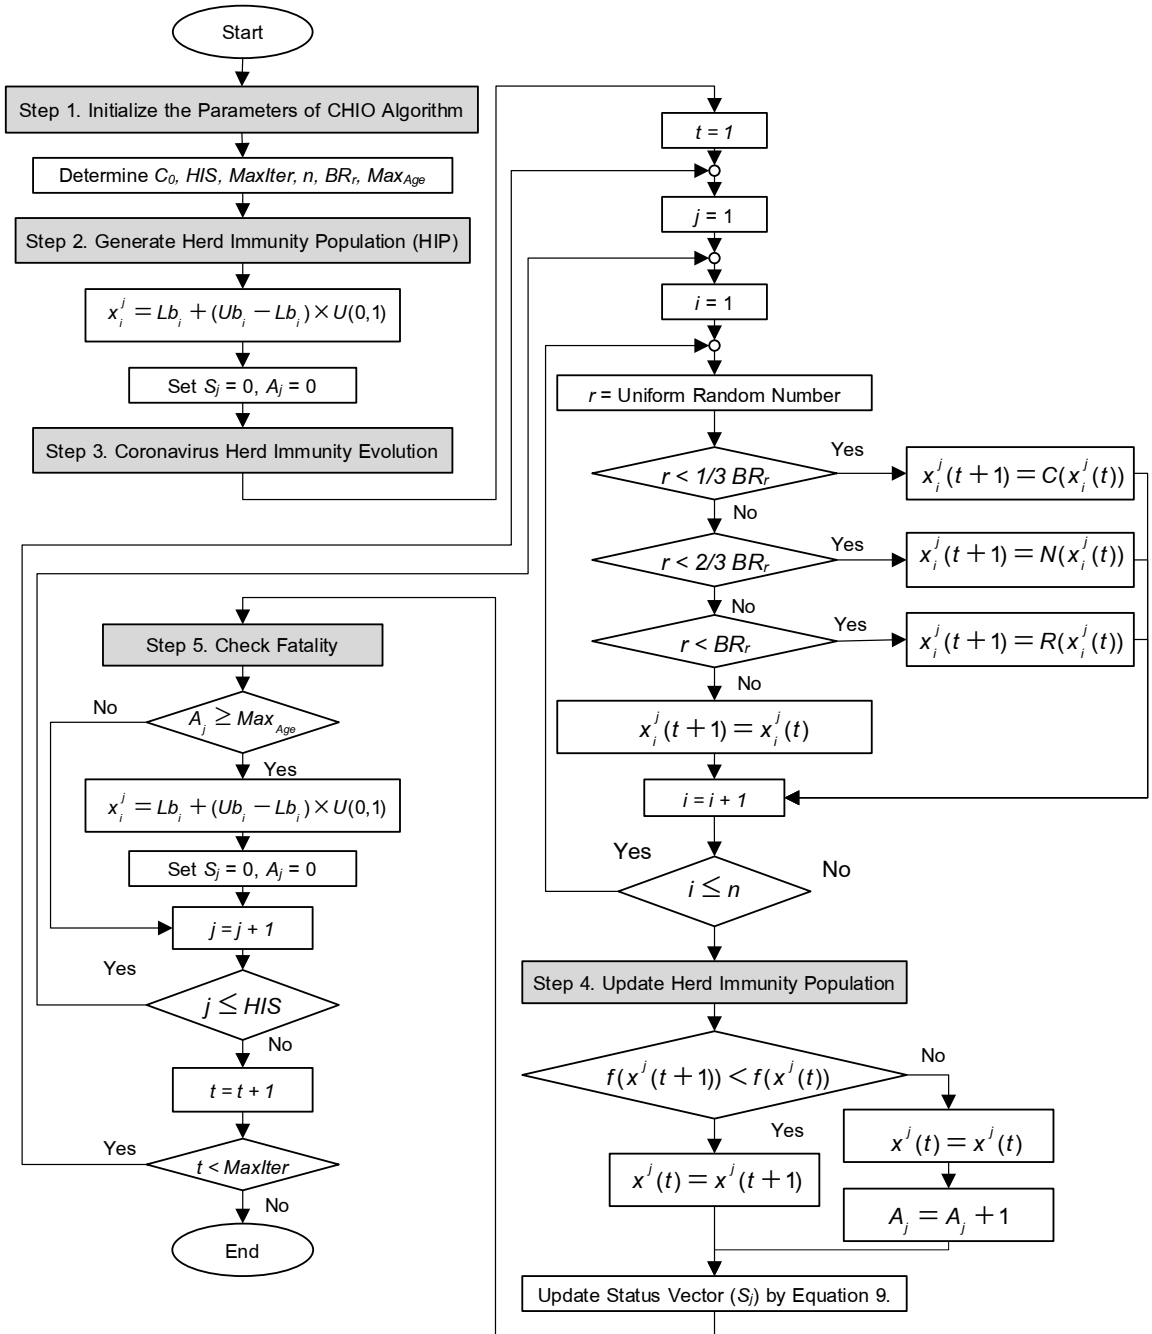 Start
Step 1. Initialize the Parameters of CHIO Algorithm
Determine C₀, HIS, MaxIter, n, BRᵣ, Max_Age
Step 2. Generate Herd Immunity Population (HIP)
x_i^j = Lb_i + (Ub_i − Lb_i) × U(0,1)
Set S_j = 0, A_j = 0
Step 3. Coronavirus Herd Immunity Evolution
t = 1
j = 1
i = 1
r = Uniform Random Number
r < 1/3 BRᵣ
Yes
x_i^j(t+1) = C(x_i^j(t))
No
r < 2/3 BRᵣ
Yes
x_i^j(t+1) = N(x_i^j(t))
No
r < BRᵣ
Yes
x_i^j(t+1) = R(x_i^j(t))
No
x_i^j(t+1) = x_i^j(t)
i = i + 1
Yes
i ≤ n
No
Step 4. Update Herd Immunity Population
f(x^j(t+1)) < f(x^j(t))
No
Yes
x^j(t) = x^j(t+1)
x^j(t) = x^j(t)
A_j = A_j + 1
Update Status Vector (S_j) by Equation 9.
Step 5. Check Fatality
No
A_j ≥ Max_Age
Yes
x_i^j = Lb_i + (Ub_i − Lb_i) × U(0,1)
Set S_j = 0, A_j = 0
j = j + 1
Yes
j ≤ HIS
No
t = t + 1
Yes
t < MaxIter
No
End